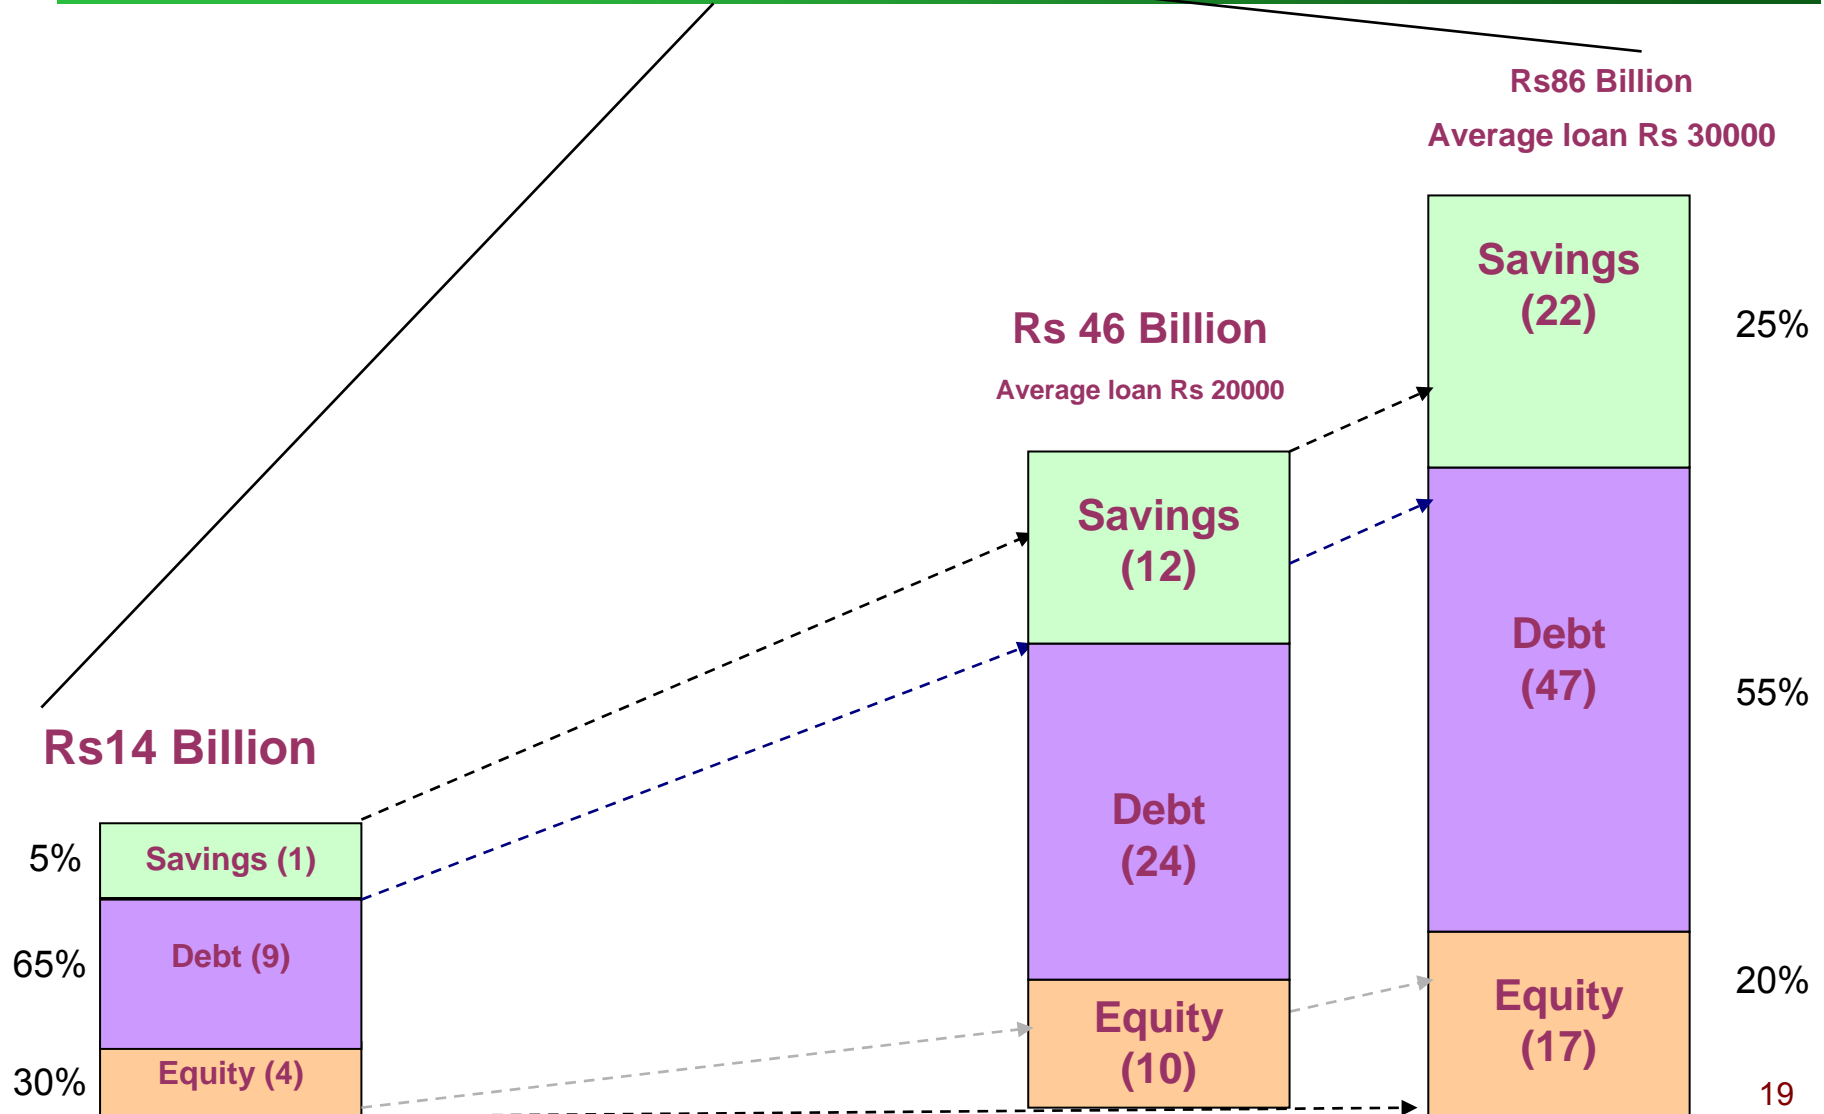 Rs86 Billion
Average loan Rs 30000
Savings
(22)
25%
Rs 46 Billion
Average loan Rs 20000
Savings
(12)
Debt
(47)
55%
Rs14 Billion
Debt
(24)
5%
Savings (1)
65%
Debt (9)
Equity
(10)
Equity
(17)
20%
30%
Equity (4)
19